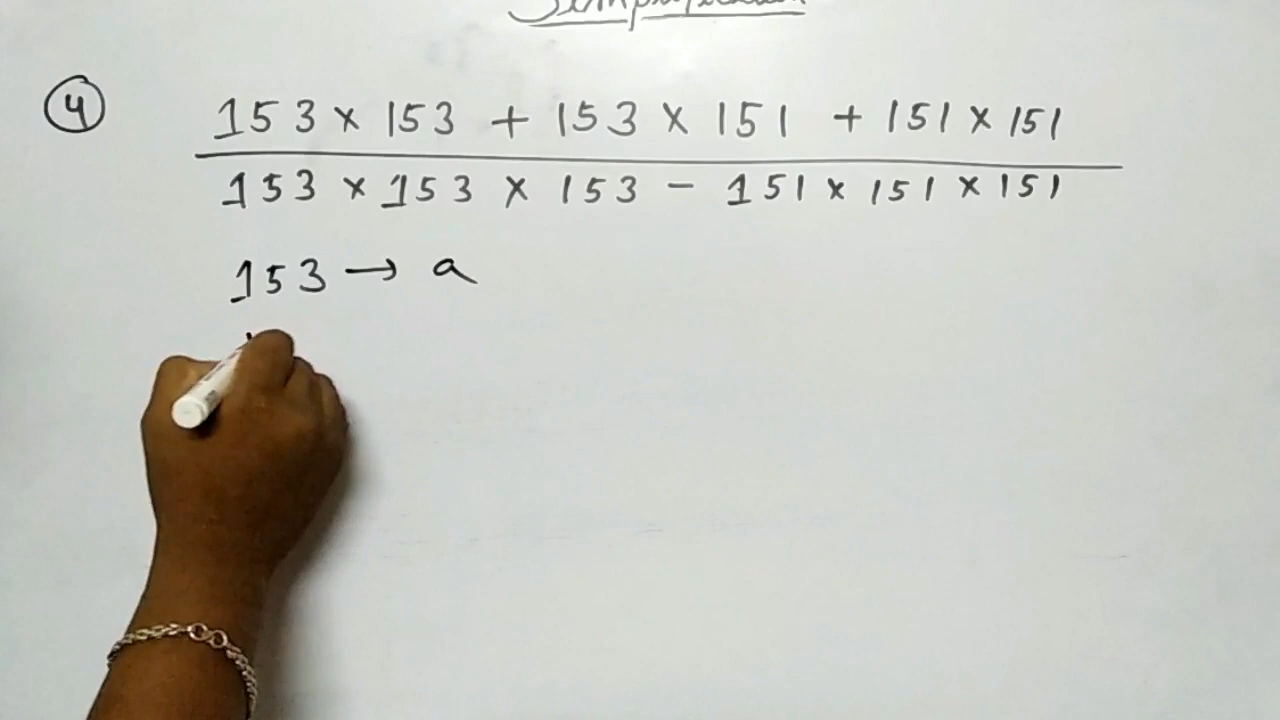 ④
153 × 153 + 153 × 151 + 151 × 151
153 × 153 × 153 − 151 × 151 × 151
153 → a